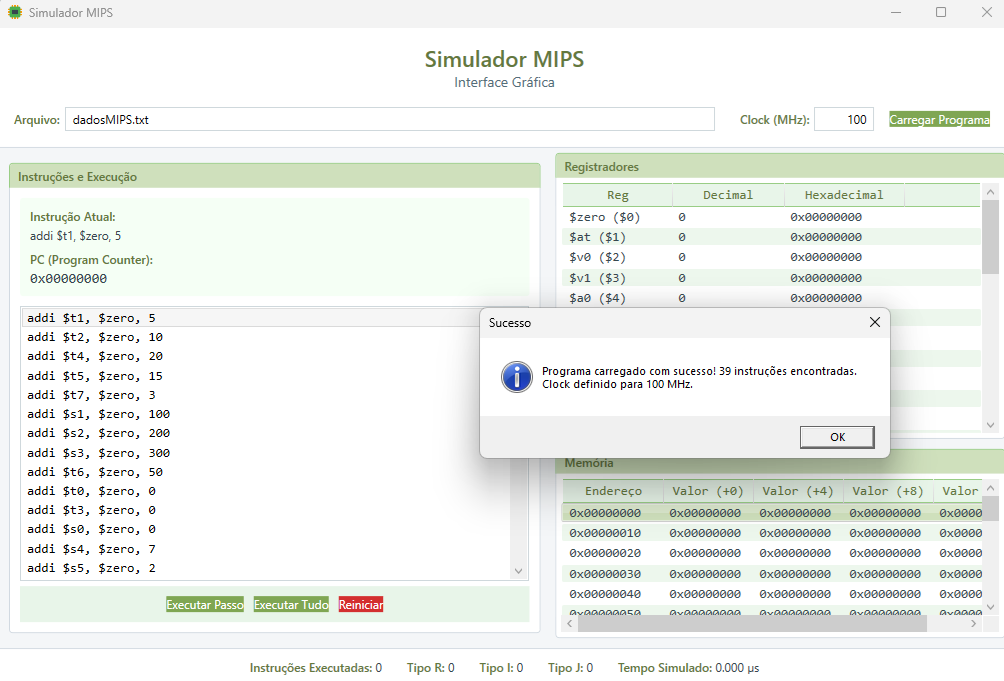 Simulador MIPS
Simulador MIPS
Interface Gráfica
Arquivo: dadosMIPS.txt Clock (MHz): 100 Carregar Programa
Instruções e Execução
Instrução Atual:
addi $t1, $zero, 5
PC (Program Counter):
0x00000000
addi $t1, $zero, 5
addi $t2, $zero, 10
addi $t4, $zero, 20
addi $t5, $zero, 15
addi $t7, $zero, 3
addi $s1, $zero, 100
addi $s2, $zero, 200
addi $s3, $zero, 300
addi $t6, $zero, 50
addi $t0, $zero, 0
addi $t3, $zero, 0
addi $s0, $zero, 0
addi $s4, $zero, 7
addi $s5, $zero, 2
Executar Passo Executar Tudo Reiniciar
Registradores
Reg Decimal Hexadecimal
$zero ($0) 0 0x00000000
$at ($1) 0 0x00000000
$v0 ($2) 0 0x00000000
$v1 ($3) 0 0x00000000
$a0 ($4) 0 0x00000000
Sucesso
Programa carregado com sucesso! 39 instruções encontradas.
Clock definido para 100 MHz.
OK
Memória
Endereço Valor (+0) Valor (+4) Valor (+8) Valor
0x00000000 0x00000000 0x00000000 0x00000000 0x0000
0x00000010 0x00000000 0x00000000 0x00000000 0x0000
0x00000020 0x00000000 0x00000000 0x00000000 0x0000
0x00000030 0x00000000 0x00000000 0x00000000 0x0000
0x00000040 0x00000000 0x00000000 0x00000000 0x0000
0x00000050 0x00000000 0x00000000 0x00000000 0x0000
Instruções Executadas: 0 Tipo R: 0 Tipo I: 0 Tipo J: 0 Tempo Simulado: 0.000 µs